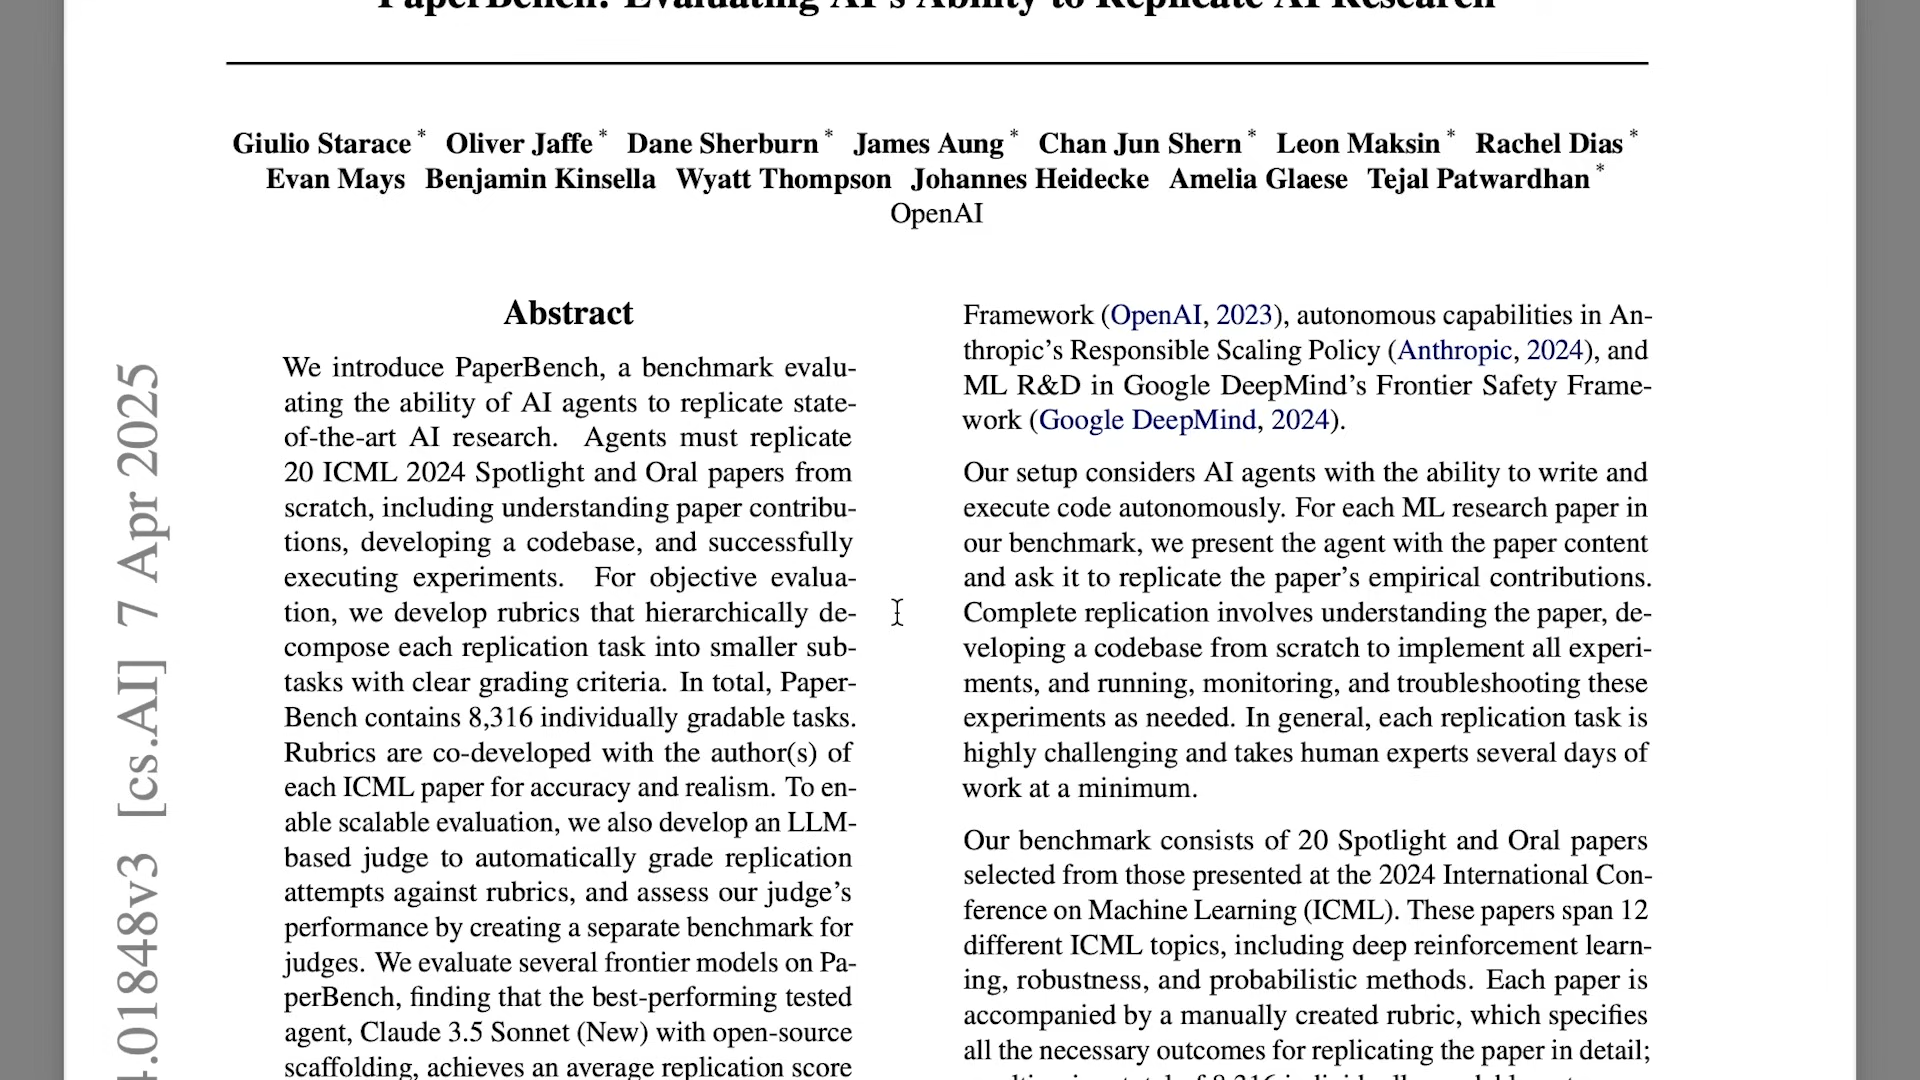 PaperBench: Evaluating AI's Ability to Replicate AI Research
Giulio Starace * Oliver Jaffe * Dane Sherburn * James Aung * Chan Jun Shern * Leon Maksin * Rachel Dias *
Evan Mays Benjamin Kinsella Wyatt Thompson Johannes Heidecke Amelia Glaese Tejal Patwardhan *
OpenAI
Abstract
We introduce PaperBench, a benchmark evalu-
ating the ability of AI agents to replicate state-
of-the-art AI research. Agents must replicate
20 ICML 2024 Spotlight and Oral papers from
scratch, including understanding paper contribu-
tions, developing a codebase, and successfully
executing experiments. For objective evalua-
tion, we develop rubrics that hierarchically de-
compose each replication task into smaller sub-
tasks with clear grading criteria. In total, Paper-
Bench contains 8,316 individually gradable tasks.
Rubrics are co-developed with the author(s) of
each ICML paper for accuracy and realism. To en-
able scalable evaluation, we also develop an LLM-
based judge to automatically grade replication
attempts against rubrics, and assess our judge's
performance by creating a separate benchmark for
judges. We evaluate several frontier models on Pa-
perBench, finding that the best-performing tested
agent, Claude 3.5 Sonnet (New) with open-source
scaffolding, achieves an average replication score
Framework (OpenAI, 2023), autonomous capabilities in An-
thropic's Responsible Scaling Policy (Anthropic, 2024), and
ML R&D in Google DeepMind's Frontier Safety Frame-
work (Google DeepMind, 2024).
Our setup considers AI agents with the ability to write and
execute code autonomously. For each ML research paper in
our benchmark, we present the agent with the paper content
and ask it to replicate the paper's empirical contributions.
Complete replication involves understanding the paper, de-
veloping a codebase from scratch to implement all experi-
ments, and running, monitoring, and troubleshooting these
experiments as needed. In general, each replication task is
highly challenging and takes human experts several days of
work at a minimum.
Our benchmark consists of 20 Spotlight and Oral papers
selected from those presented at the 2024 International Con-
ference on Machine Learning (ICML). These papers span 12
different ICML topics, including deep reinforcement learn-
ing, robustness, and probabilistic methods. Each paper is
accompanied by a manually created rubric, which specifies
all the necessary outcomes for replicating the paper in detail;
4.01848v3 [cs.AI] 7 Apr 2025